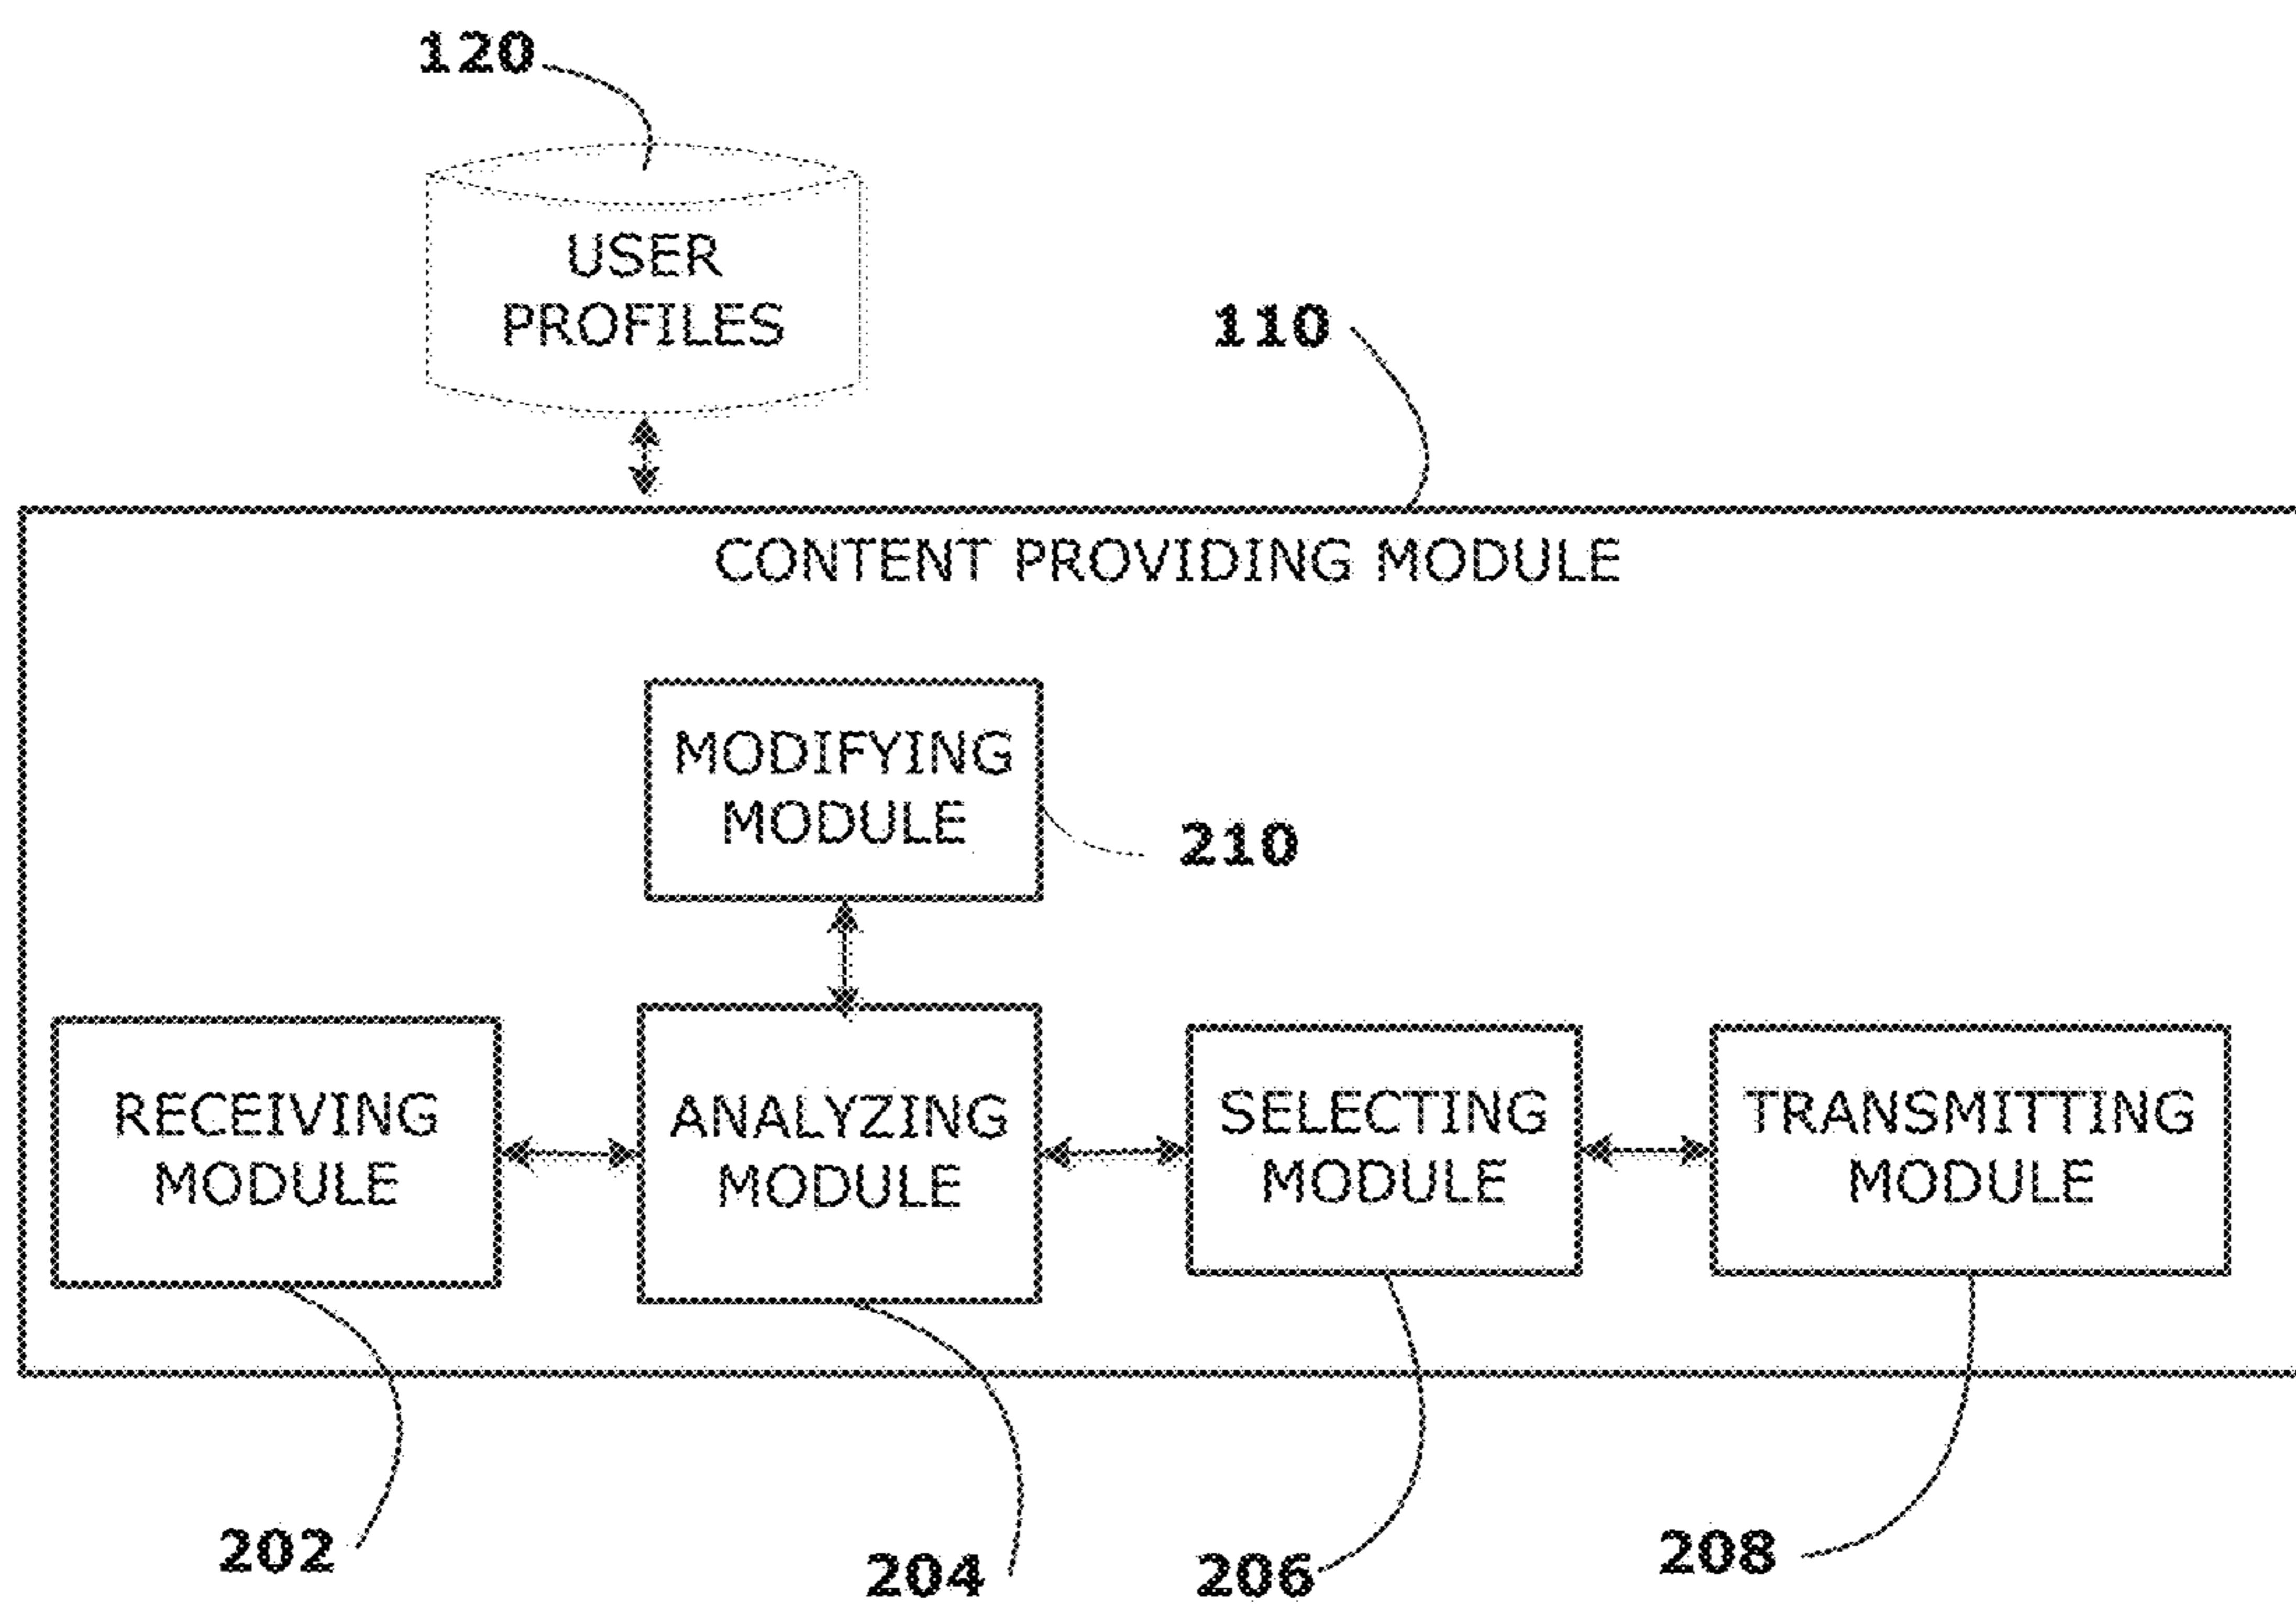 120
USER
PROFILES
110
CONTENT PROVIDING MODULE
MODIFYING
MODULE
210
RECEIVING
MODULE
ANALYZING
MODULE
SELECTING
MODULE
TRANSMITTING
MODULE
202
204
206
208